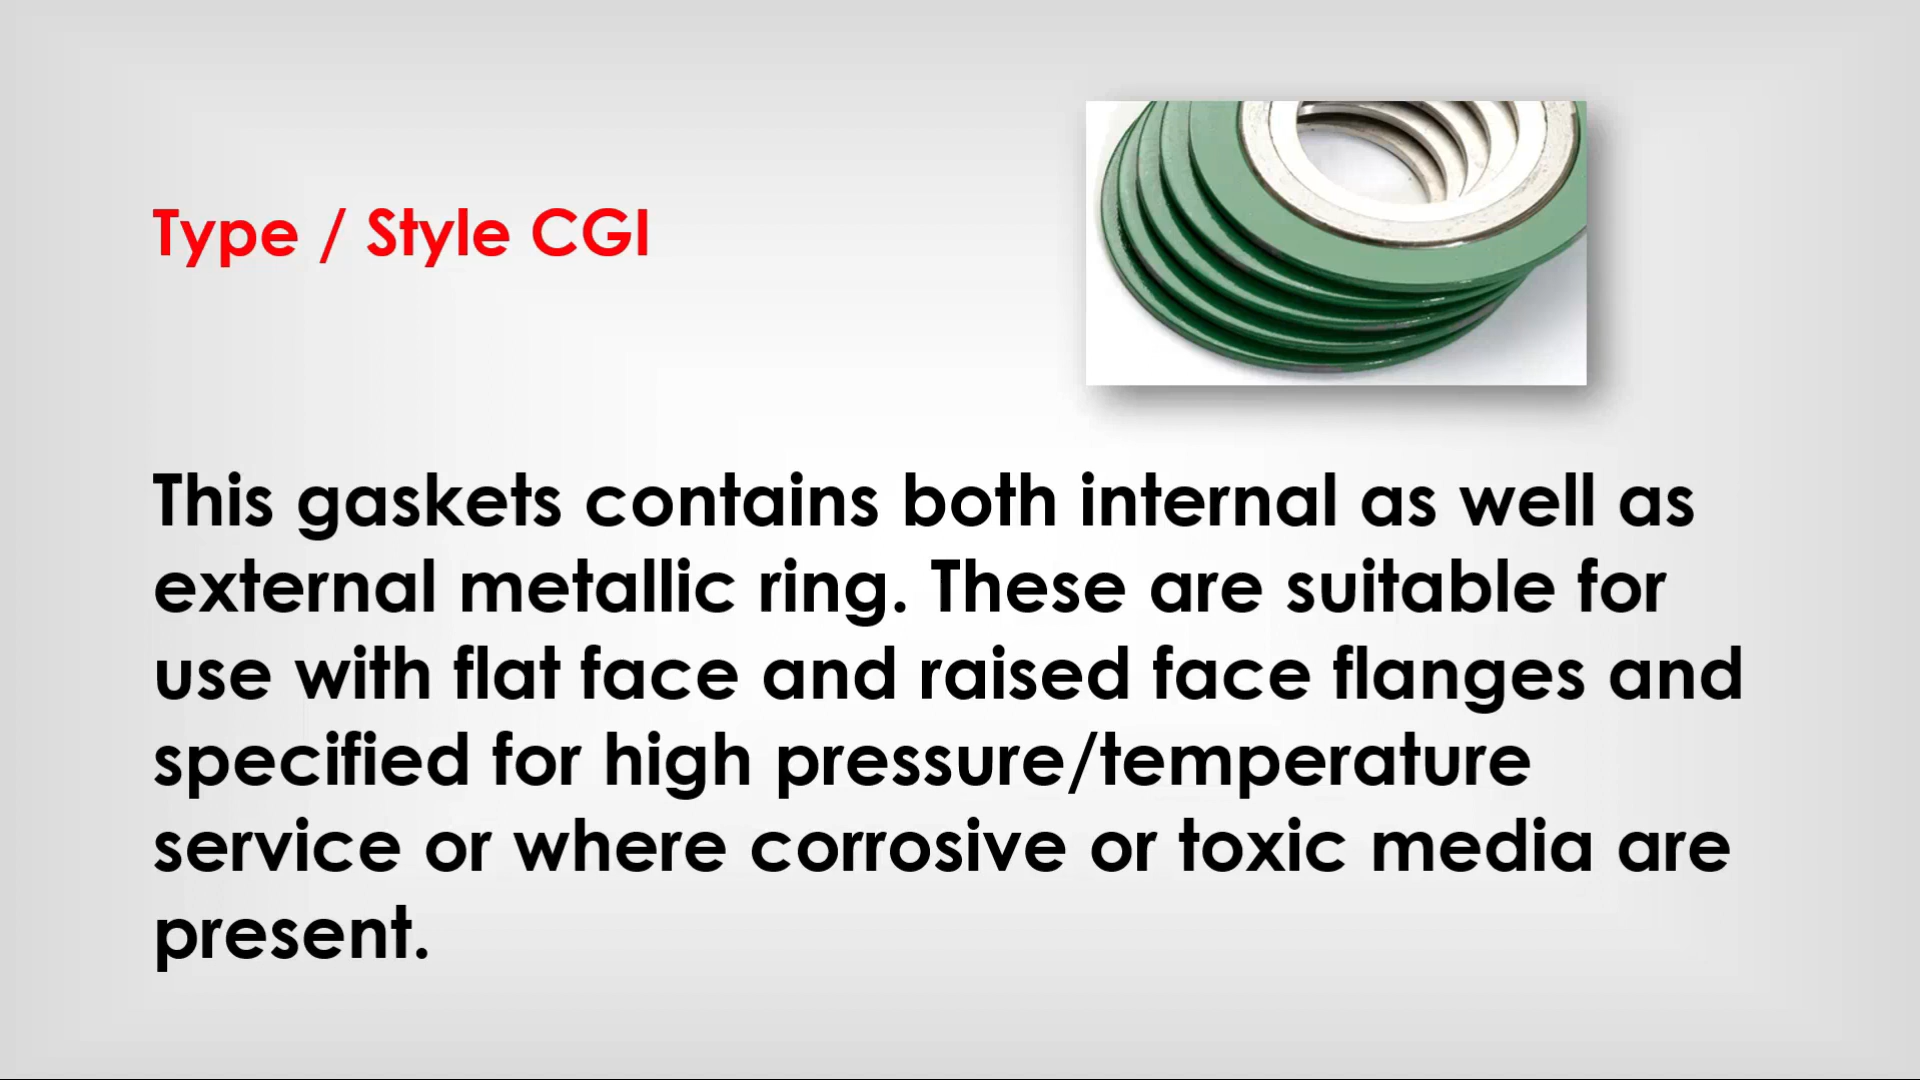 Type / Style CGI
This gaskets contains both internal as well as
external metallic ring. These are suitable for
use with flat face and raised face flanges and
specified for high pressure/temperature
service or where corrosive or toxic media are
present.